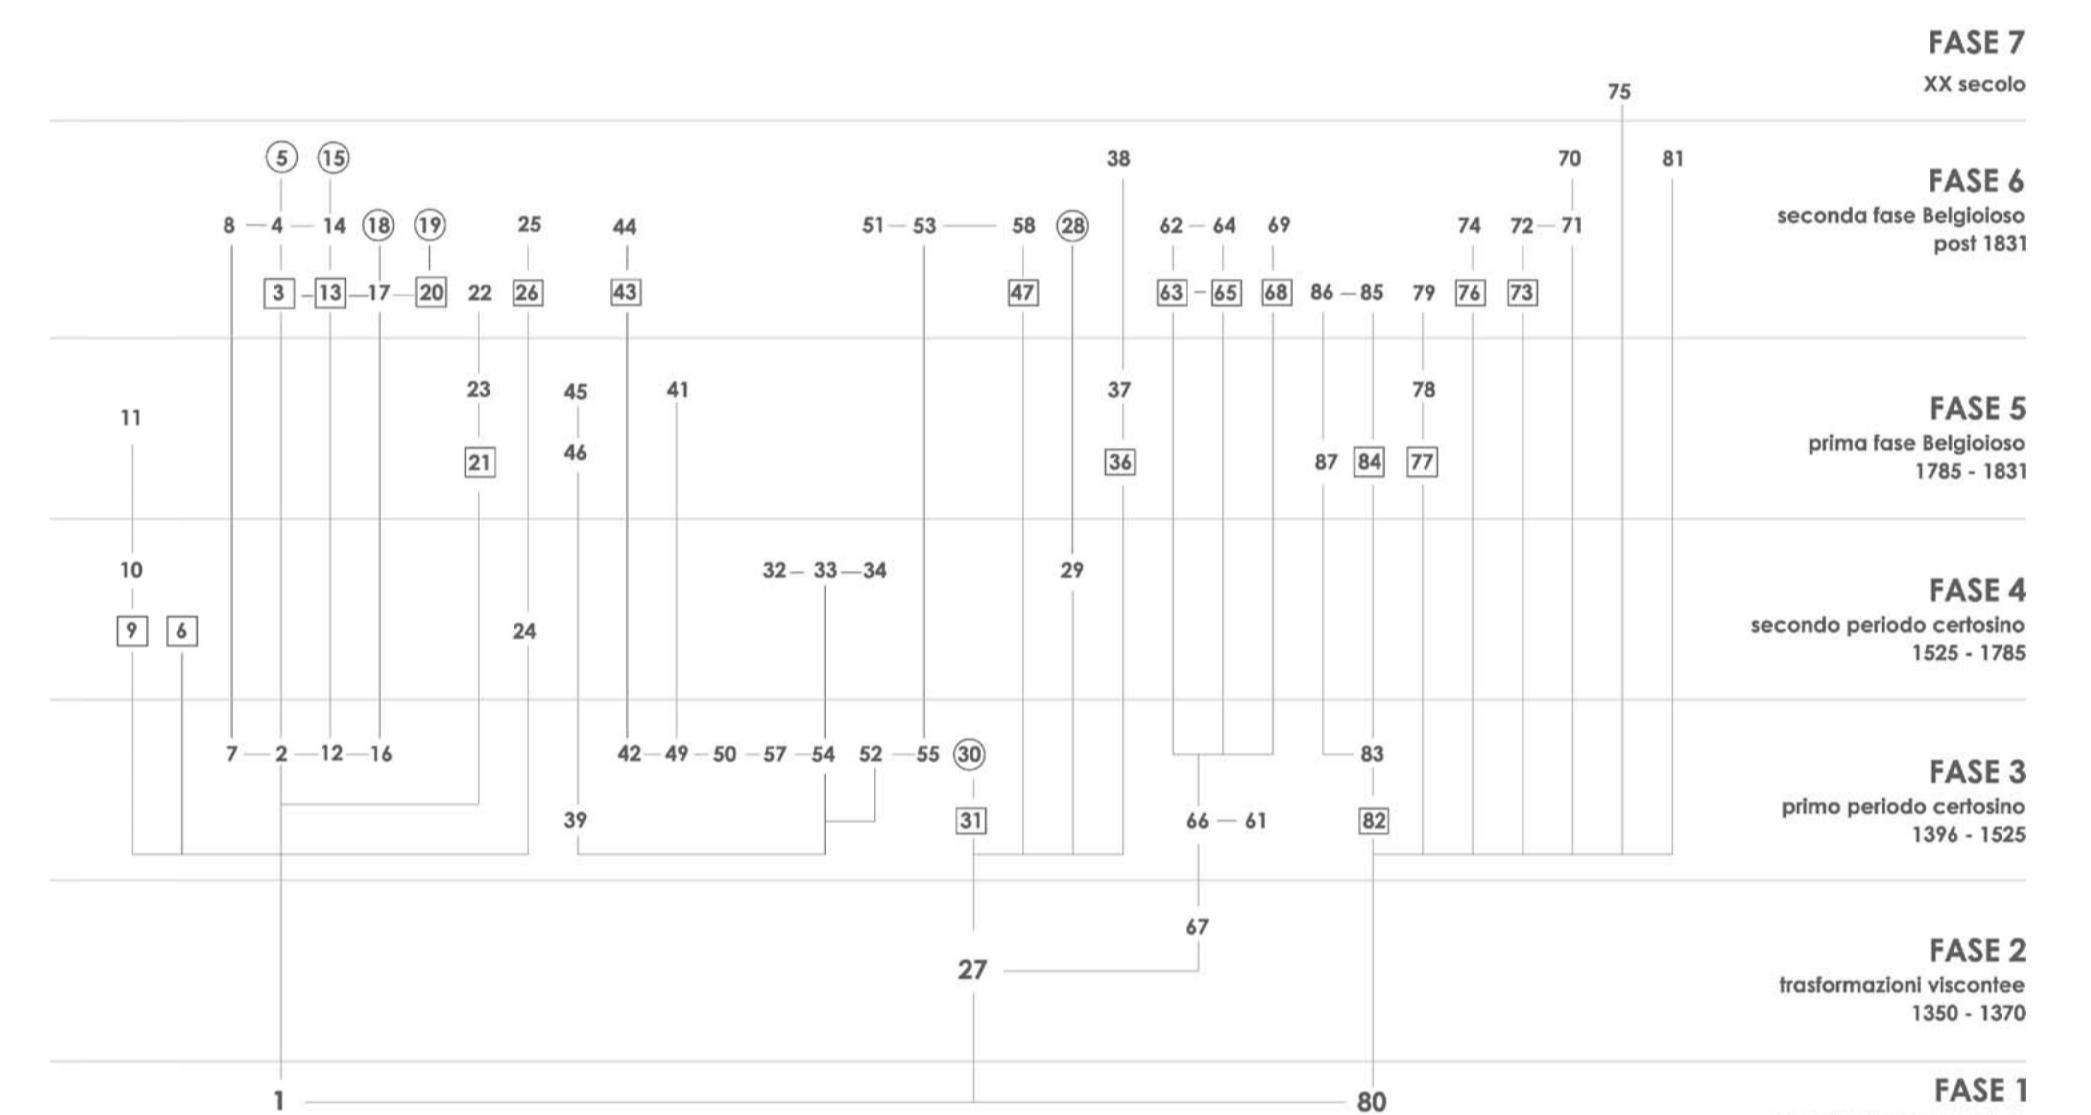 FASE 7
75
XX secolo
5 15 38 70 81
FASE 6
8 4 14 18 19 25 44 51 53 58 28 62 64 69 74 72 71
seconda fase Belgioioso
post 1831
3 13 17 20 22 26 43 47 63 65 68 86 85 79 76 73
23 45 41 37 78
11
FASE 5
prima fase Belgioioso
46
21 36 87 84 77
1785 - 1831
10 32 33 34 29
FASE 4
9 6 24
secondo periodo certosino
1525 - 1785
7 2 12 16 42 49 50 57 54 52 55 30 83
FASE 3
primo periodo certosino
39 31 66 61 82
1396 - 1525
67
FASE 2
27
trasformazioni viscontee
1350 - 1370
FASE 1
1 80